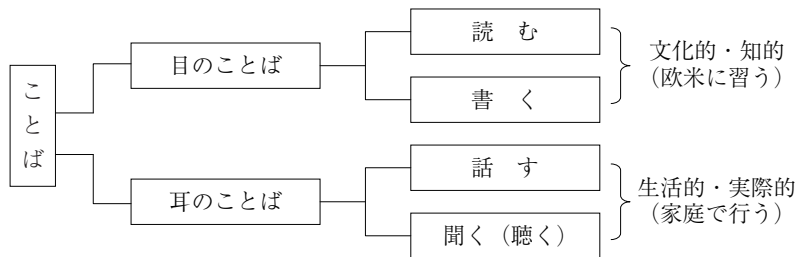 ことば
目のことば
読　む
書　く
文化的・知的
（欧米に習う）
耳のことば
話　す
聞く（聴く）
生活的・実際的
（家庭で行う）